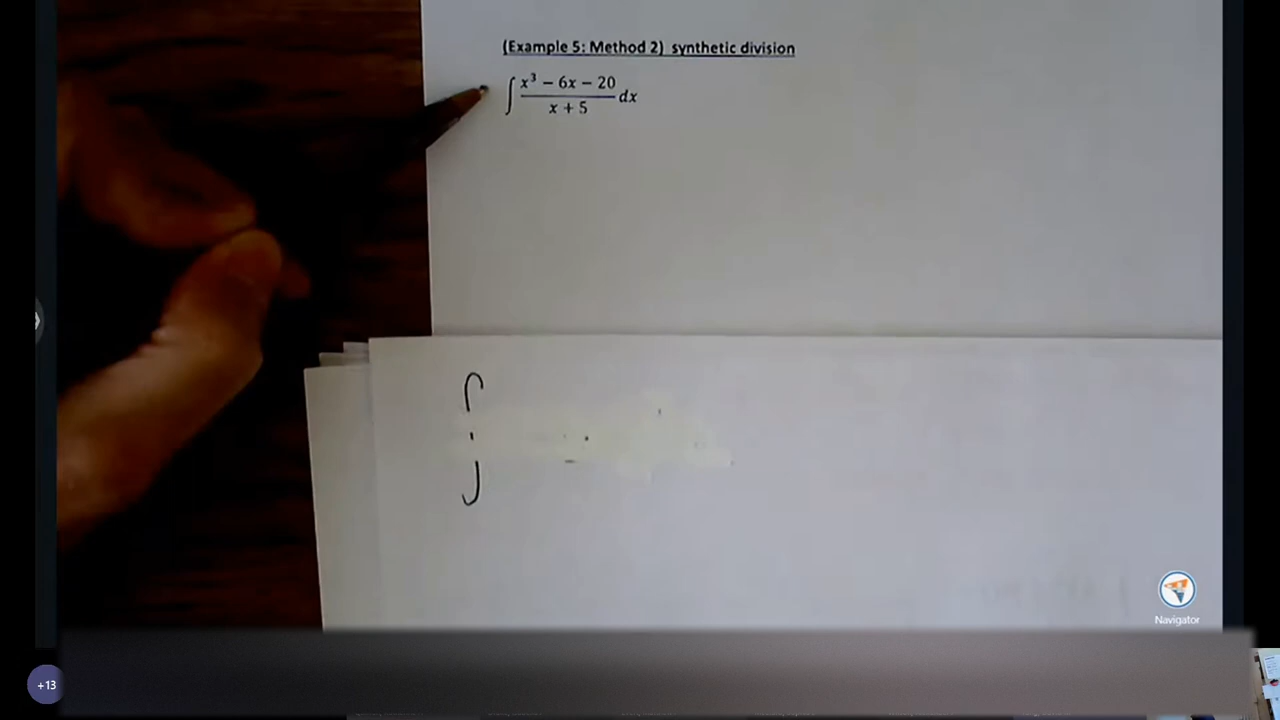 (Example 5: Method 2) synthetic division
∫ x³ − 6x − 20 / x + 5 dx
∫
Navigator
+13